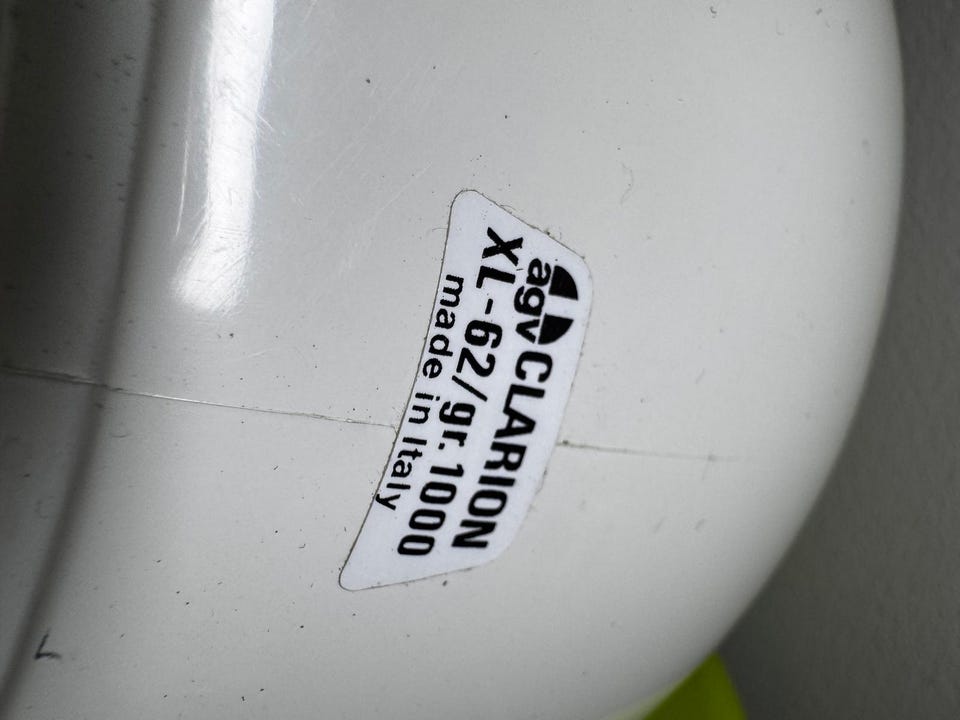 agv CLARION
XL-62/gr. 1000
made in Italy